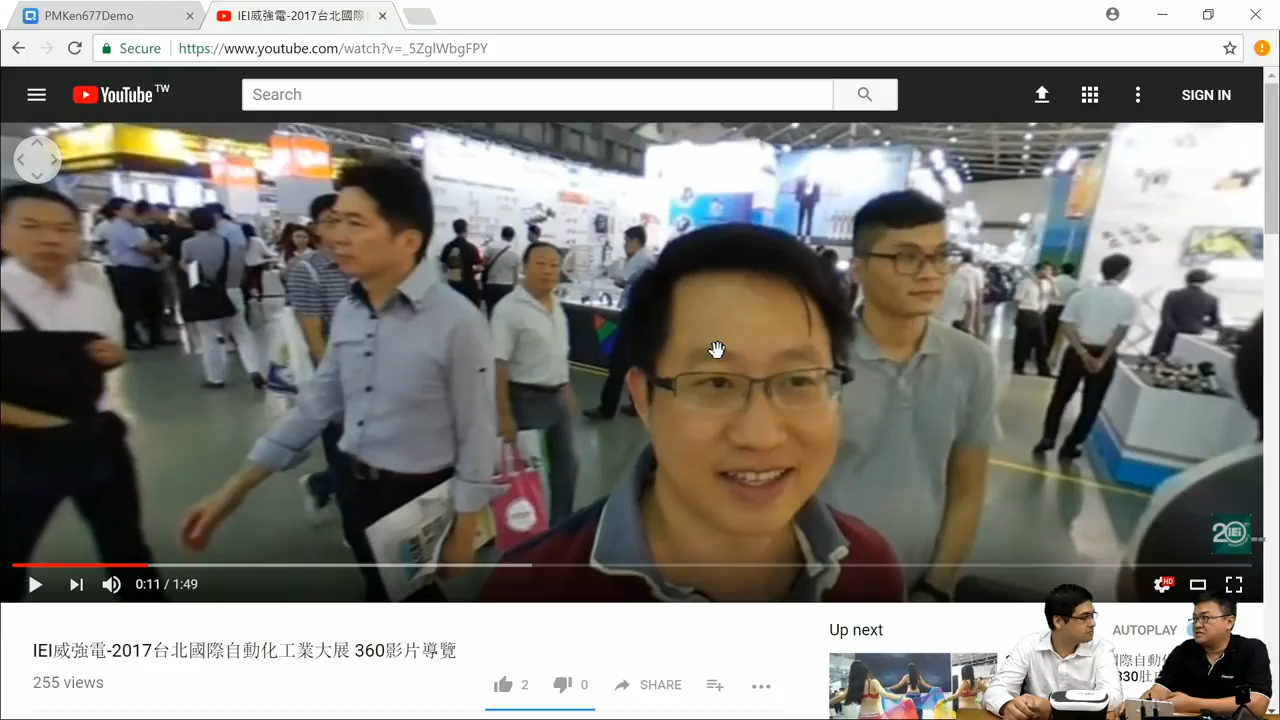 PMKen677Demo
IEI威強電-2017台北國際
Secure
https://www.youtube.com/watch?v=_5ZglWbgFPY
YouTube TW
Search
SIGN IN
20
iEi
0:11 / 1:49
HD
IEI威強電-2017台北國際自動化工業大展 360影片導覽
255 views
2
0
SHARE
Up next
AUTOPLAY